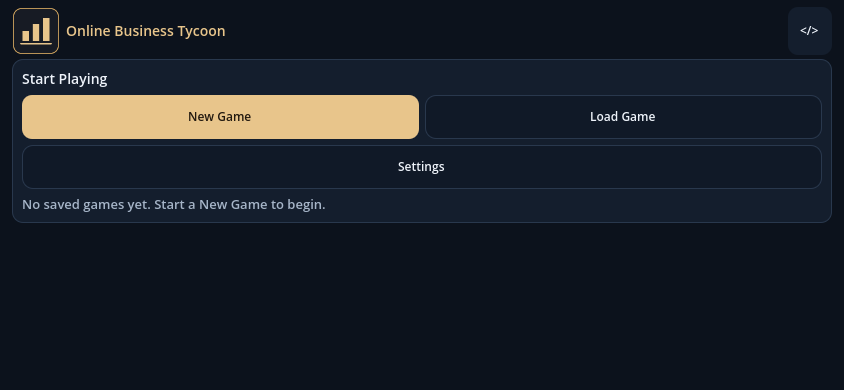 Online Business Tycoon
</>
Start Playing
New Game
Load Game
Settings
No saved games yet. Start a New Game to begin.